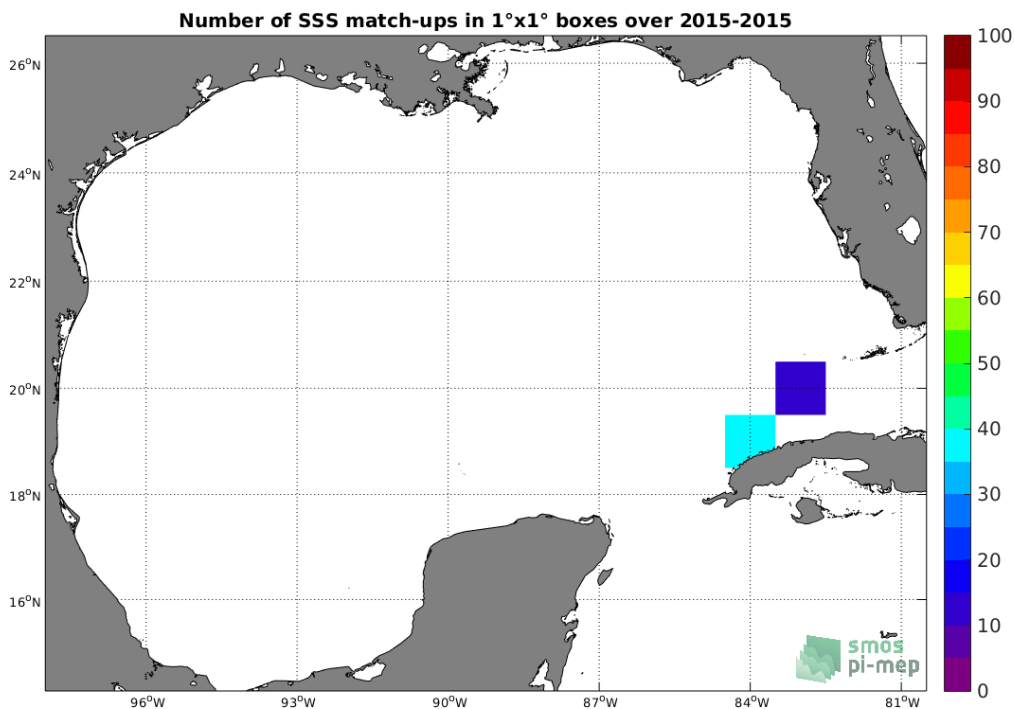 Number of SSS match-ups in 1°x1° boxes over 2015-2015
26°N
24°N
22°N
20°N
18°N
16°N
96°W
93°W
90°W
87°W
84°W
81°W
100
90
80
70
60
50
40
30
20
10
0
smos
pi-mep